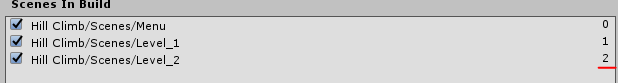 Scenes In Build
Hill Climb/Scenes/Menu 0
Hill Climb/Scenes/Level_1 1
Hill Climb/Scenes/Level_2 2